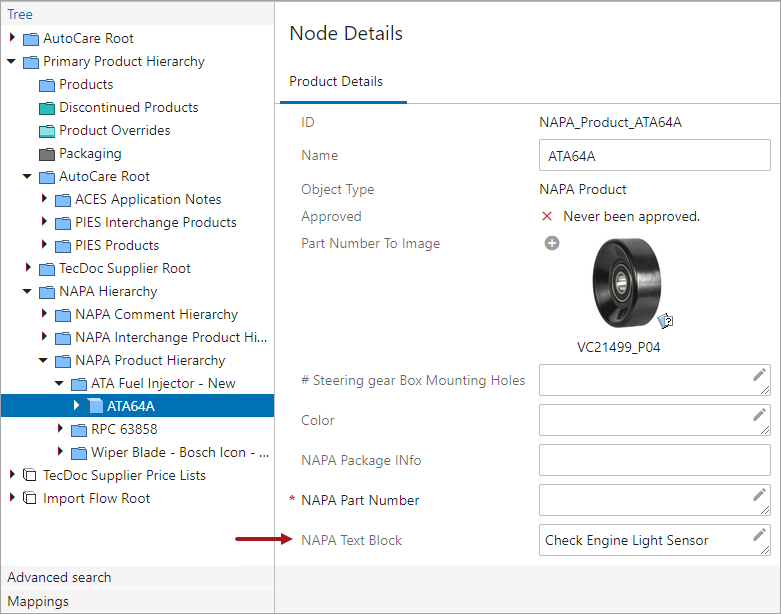 Tree
AutoCare Root
Primary Product Hierarchy
Products
Discontinued Products
Product Overrides
Packaging
AutoCare Root
ACES Application Notes
PIES Interchange Products
PIES Products
TecDoc Supplier Root
NAPA Hierarchy
NAPA Comment Hierarchy
NAPA Interchange Product Hi...
NAPA Product Hierarchy
ATA Fuel Injector - New
ATA64A
RPC 63858
Wiper Blade - Bosch Icon - ...
TecDoc Supplier Price Lists
Import Flow Root
Advanced search
Mappings
Node Details
Product Details
ID NAPA_Product_ATA64A
Name ATA64A
Object Type NAPA Product
Approved Never been approved.
Part Number To Image
VC21499_P04
# Steering gear Box Mounting Holes
Color
NAPA Package INfo
* NAPA Part Number
NAPA Text Block Check Engine Light Sensor